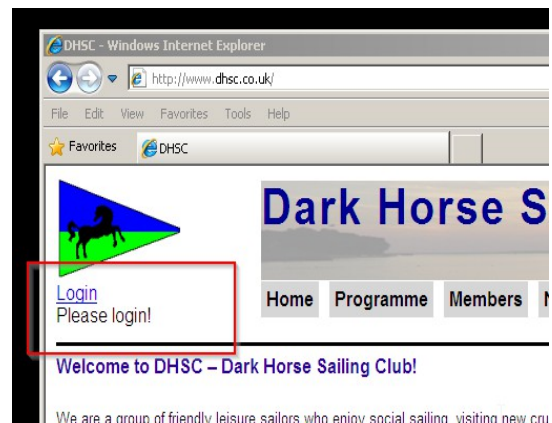 DHSC - Windows Internet Explorer
http://www.dhsc.co.uk/
File Edit View Favorites Tools Help
Favorites DHSC
Dark Horse S
Login
Please login!
Home Programme Members N
Welcome to DHSC – Dark Horse Sailing Club!
We are a group of friendly leisure sailors who enjoy social sailing, visiting new cru